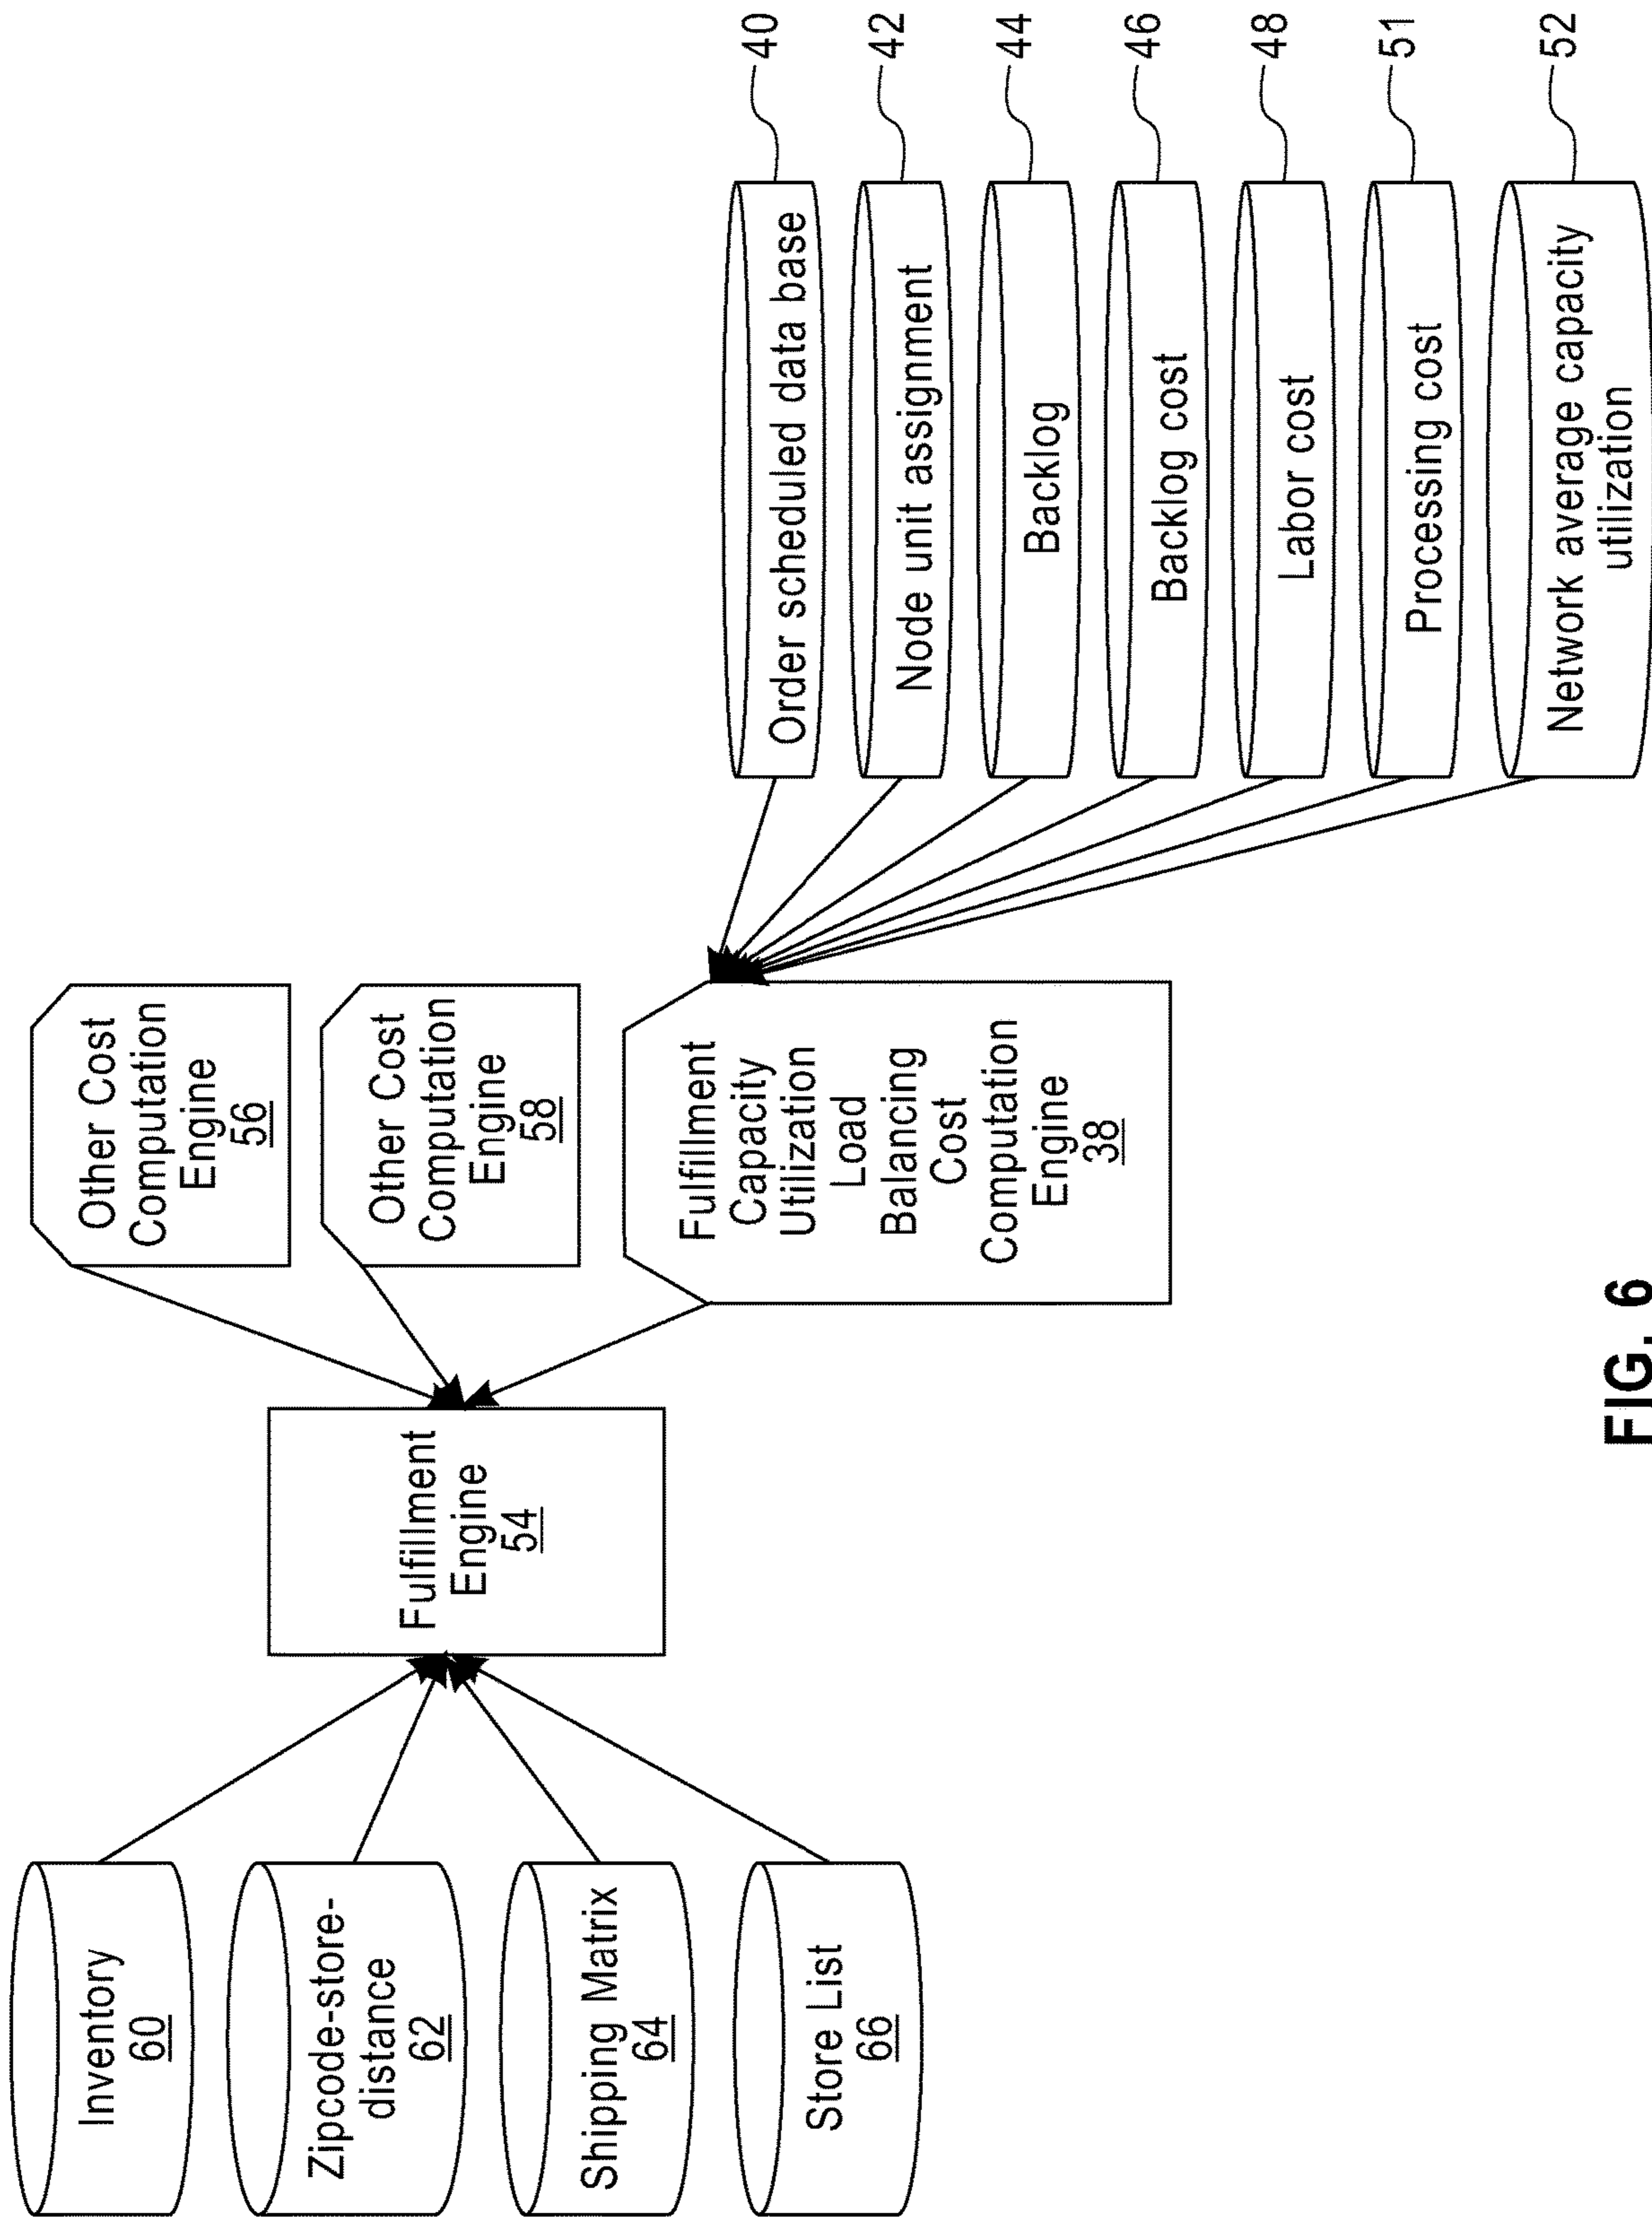 Inventory
60
Zipcode-store-
distance
62
Shipping Matrix
64
Store List
66
Fulfillment
Engine
54
Other Cost
Computation
Engine
56
Other Cost
Computation
Engine
58
Fulfillment
Capacity
Utilization
Load
Balancing
Cost
Computation
Engine
38
Order scheduled data base
40
Node unit assignment
42
Backlog
44
Backlog cost
46
Labor cost
48
Processing cost
51
Network average capacity
utilization
52
FIG. 6